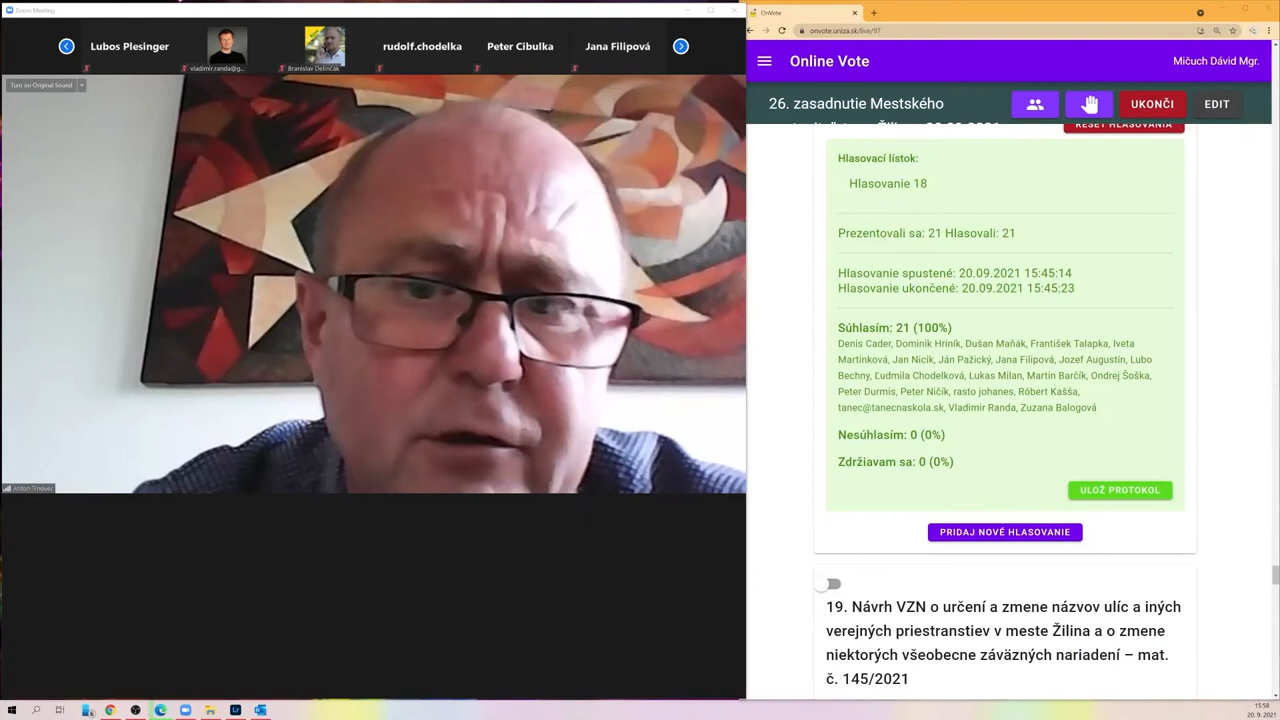 Zoom Meeting
Lubos Plesinger
vladimir.randa@g...
Branislav Delinčák
rudolf.chodelka
Peter Cibulka
Jana Filipová
Turn on Original Sound
Anton Trnovec
OnVote
onvote.uniza.sk/live/97
Online Vote
Mičuch Dávid Mgr.
26. zasadnutie Mestského
UKONČI
EDIT
RESET HLASOVANIA
Hlasovací lístok:
Hlasovanie 18
Prezentovali sa: 21 Hlasovali: 21
Hlasovanie spustené: 20.09.2021 15:45:14
Hlasovanie ukončené: 20.09.2021 15:45:23
Súhlasím: 21 (100%)
Denis Cader, Dominik Hriník, Dušan Maňák, František Talapka, Iveta
Martinková, Jan Nicik, Ján Pažický, Jana Filipová, Jozef Augustín, Lubo
Bechny, Ľudmila Chodelková, Lukas Milan, Martin Barčík, Ondrej Šoška,
Peter Durmis, Peter Ničík, rasto johanes, Róbert Kašša,
tanec@tanecnaskola.sk, Vladimir Randa, Zuzana Balogová
Nesúhlasím: 0 (0%)
Zdržiavam sa: 0 (0%)
ULOŽ PROTOKOL
PRIDAJ NOVÉ HLASOVANIE
19. Návrh VZN o určení a zmene názvov ulíc a iných
verejných priestranstiev v meste Žilina a o zmene
niektorých všeobecne záväzných nariadení – mat.
č. 145/2021
15:58
20. 9. 2021